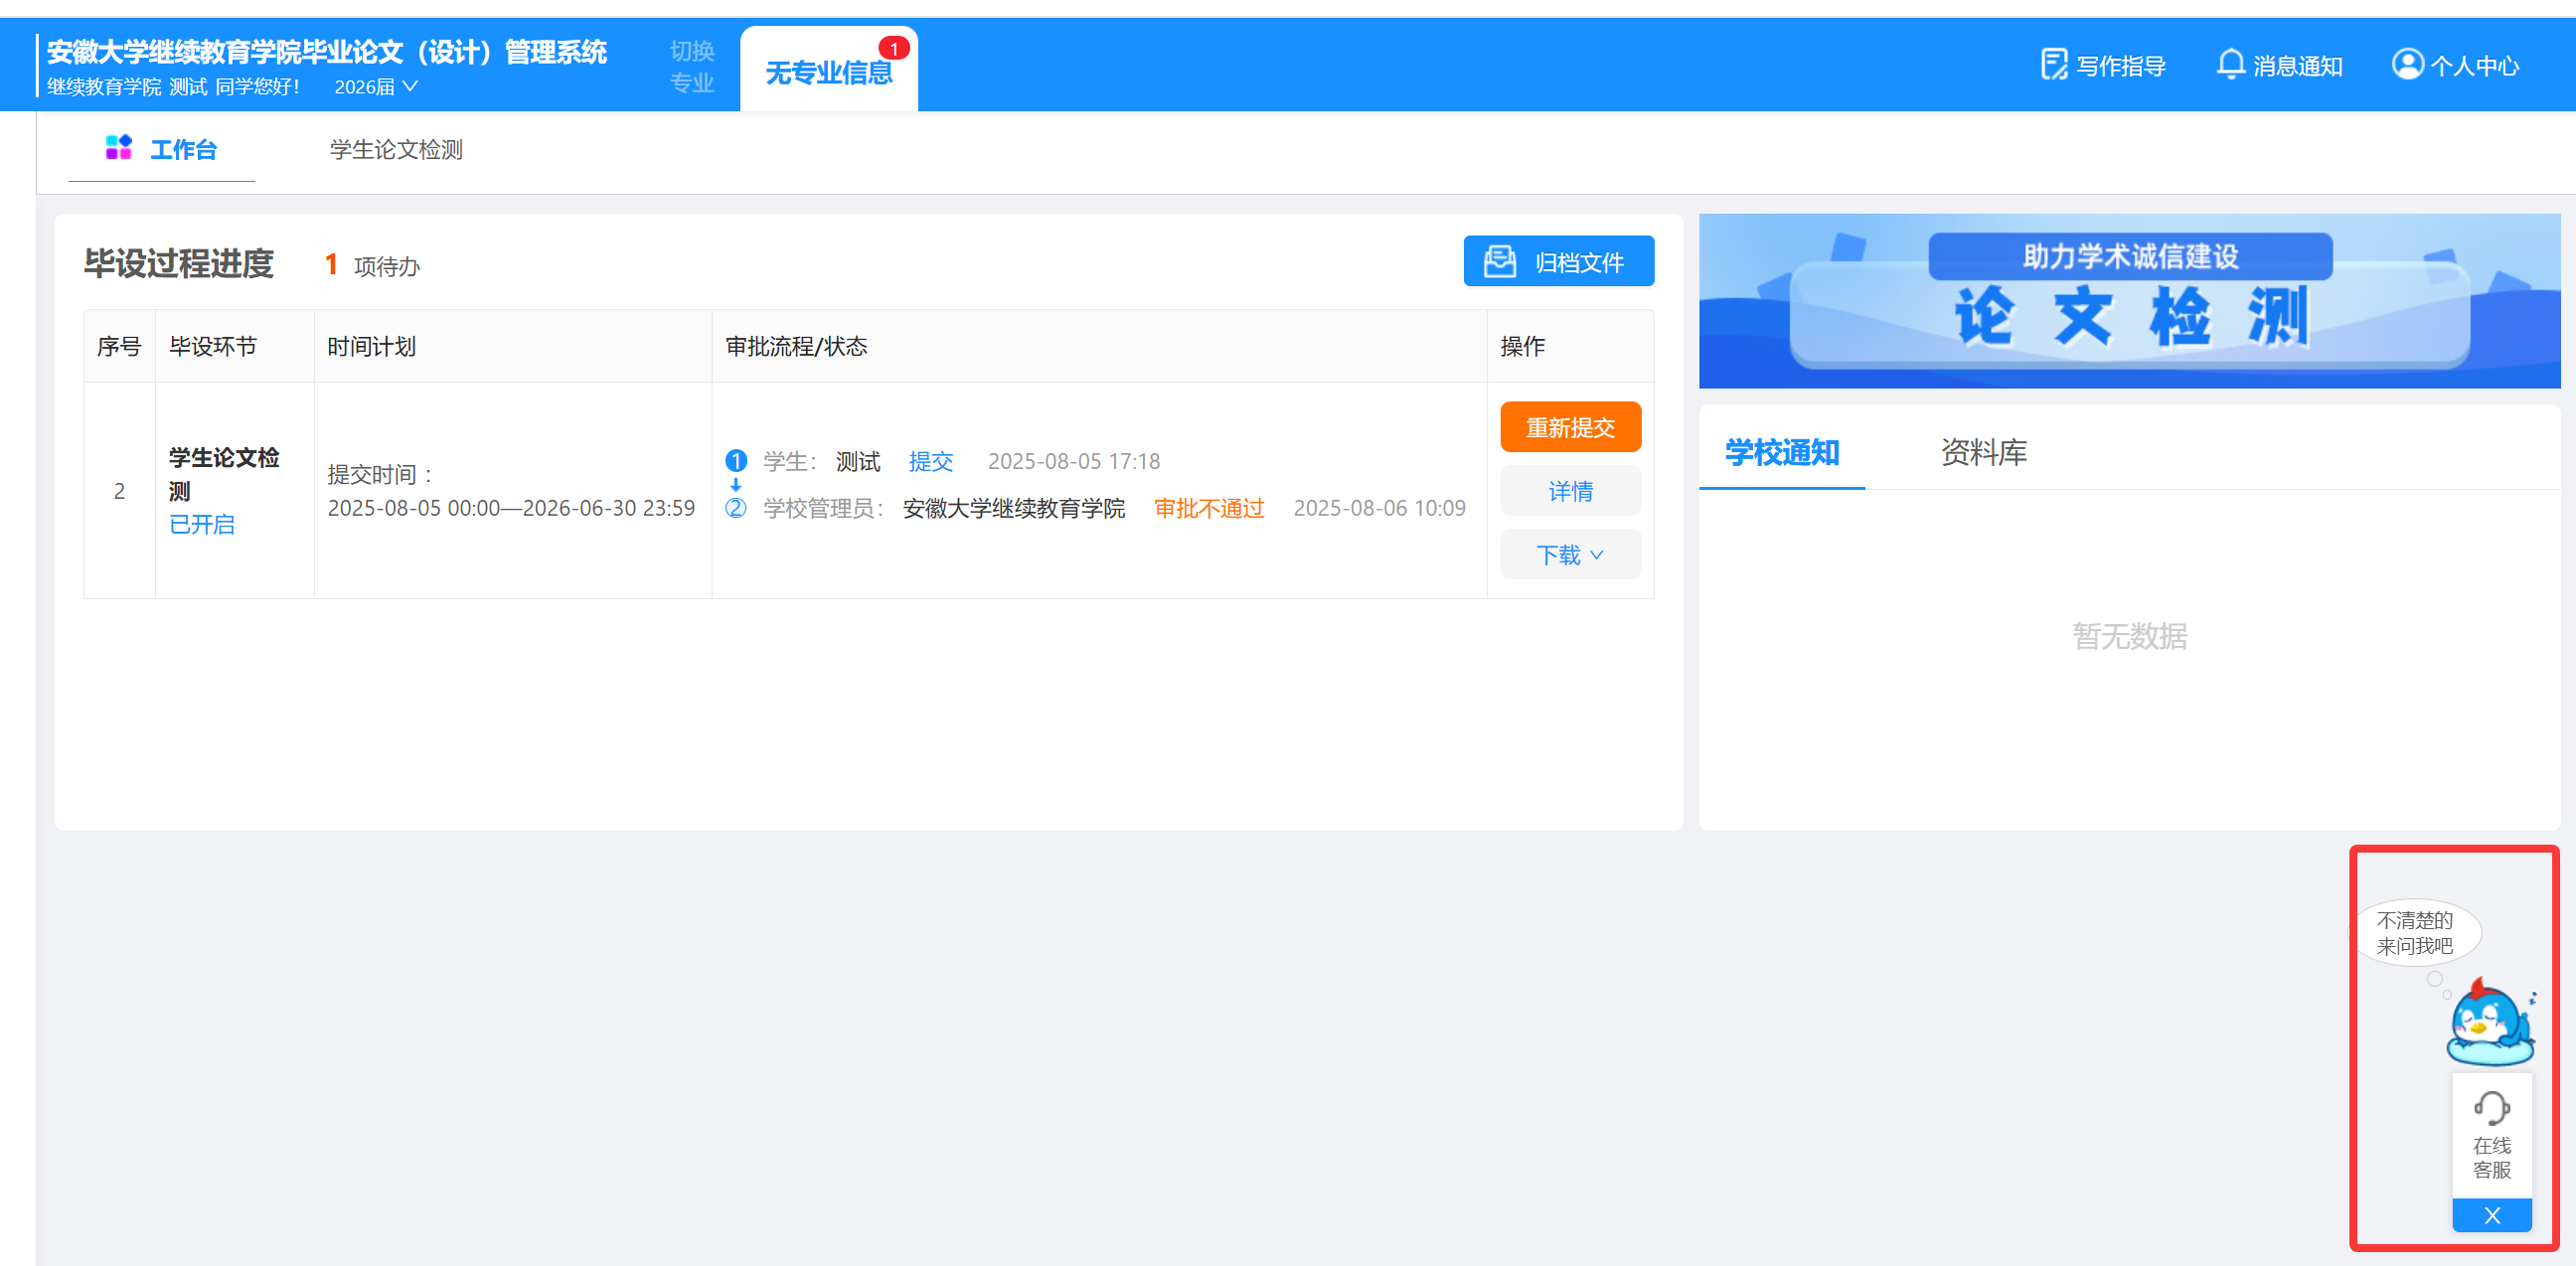 安徽大学继续教育学院毕业论文（设计）管理系统
继续教育学院 测试 同学您好！ 2026届
切换
专业
无专业信息
1
写作指导
消息通知
个人中心
工作台
学生论文检测
毕设过程进度
1 项待办
归档文件
序号 毕设环节 时间计划 审批流程/状态 操作
2
学生论文检
测
已开启
提交时间：
2025-08-05 00:00—2026-06-30 23:59
1 学生： 测试 提交 2025-08-05 17:18
2 学校管理员： 安徽大学继续教育学院 审批不通过 2025-08-06 10:09
重新提交
详情
下载
助力学术诚信建设
论文检测
学校通知
资料库
暂无数据
不清楚的
来问我吧
在线
客服
X